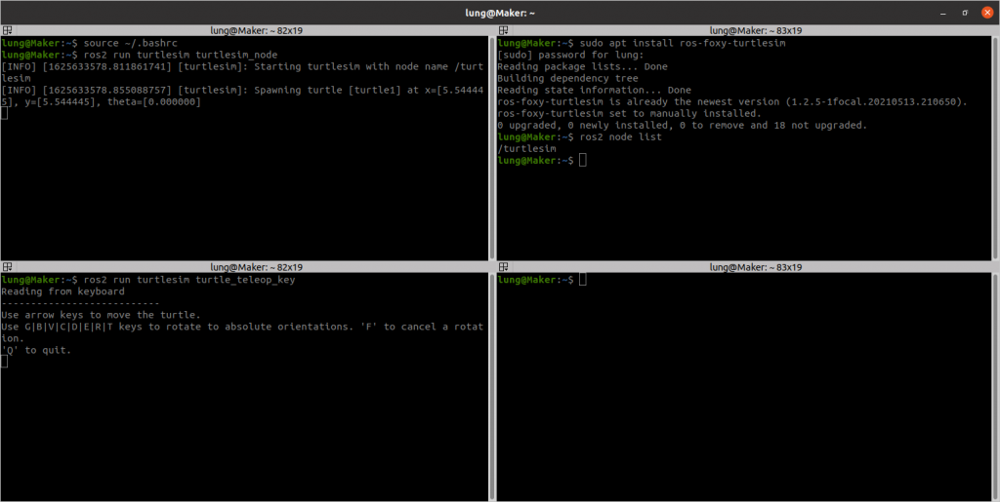 lung@Maker: ~
lung@Maker: ~ 82x19
lung@Maker:~$ source ~/.bashrc
lung@Maker:~$ ros2 run turtlesim turtlesim_node
[INFO] [1625633578.811861741] [turtlesim]: Starting turtlesim with node name /turt
lesim
[INFO] [1625633578.855088757] [turtlesim]: Spawning turtle [turtle1] at x=[5.54444
5], y=[5.544445], theta=[0.000000]
lung@Maker: ~ 83x19
lung@Maker:~$ sudo apt install ros-foxy-turtlesim
[sudo] password for lung:
Reading package lists... Done
Building dependency tree
Reading state information... Done
ros-foxy-turtlesim is already the newest version (1.2.5-1focal.20210513.210650).
ros-foxy-turtlesim set to manually installed.
0 upgraded, 0 newly installed, 0 to remove and 18 not upgraded.
lung@Maker:~$ ros2 node list
/turtlesim
lung@Maker:~$
lung@Maker: ~ 82x19
lung@Maker:~$ ros2 run turtlesim turtle_teleop_key
Reading from keyboard
---------------------------
Use arrow keys to move the turtle.
Use G|B|V|C|D|E|R|T keys to rotate to absolute orientations. 'F' to cancel a rotat
ion.
'Q' to quit.
lung@Maker: ~ 83x19
lung@Maker:~$